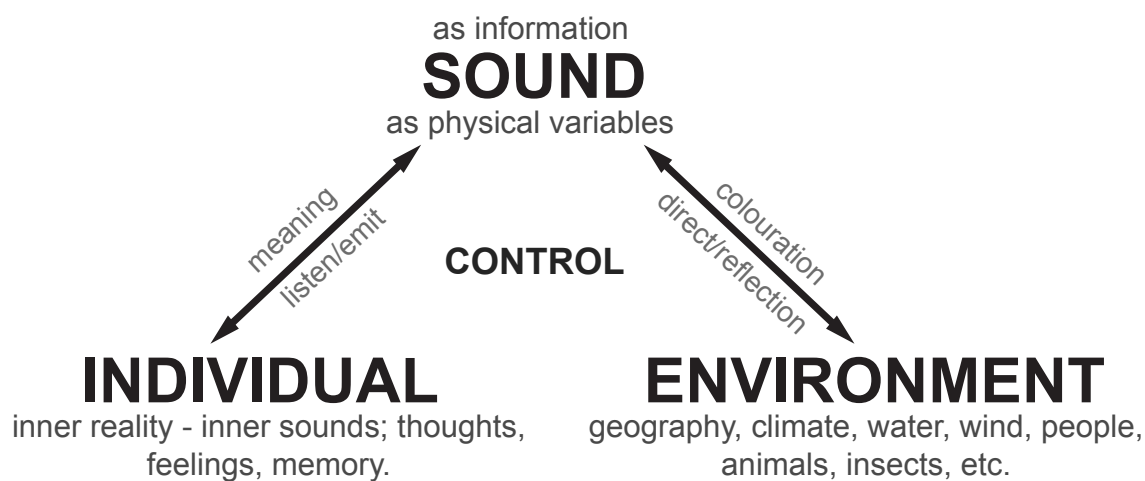 as information
SOUND
as physical variables
meaning
listen/emit
colouration
direct/reflection
CONTROL
INDIVIDUAL
inner reality - inner sounds; thoughts,
feelings, memory.
ENVIRONMENT
geography, climate, water, wind, people,
animals, insects, etc.